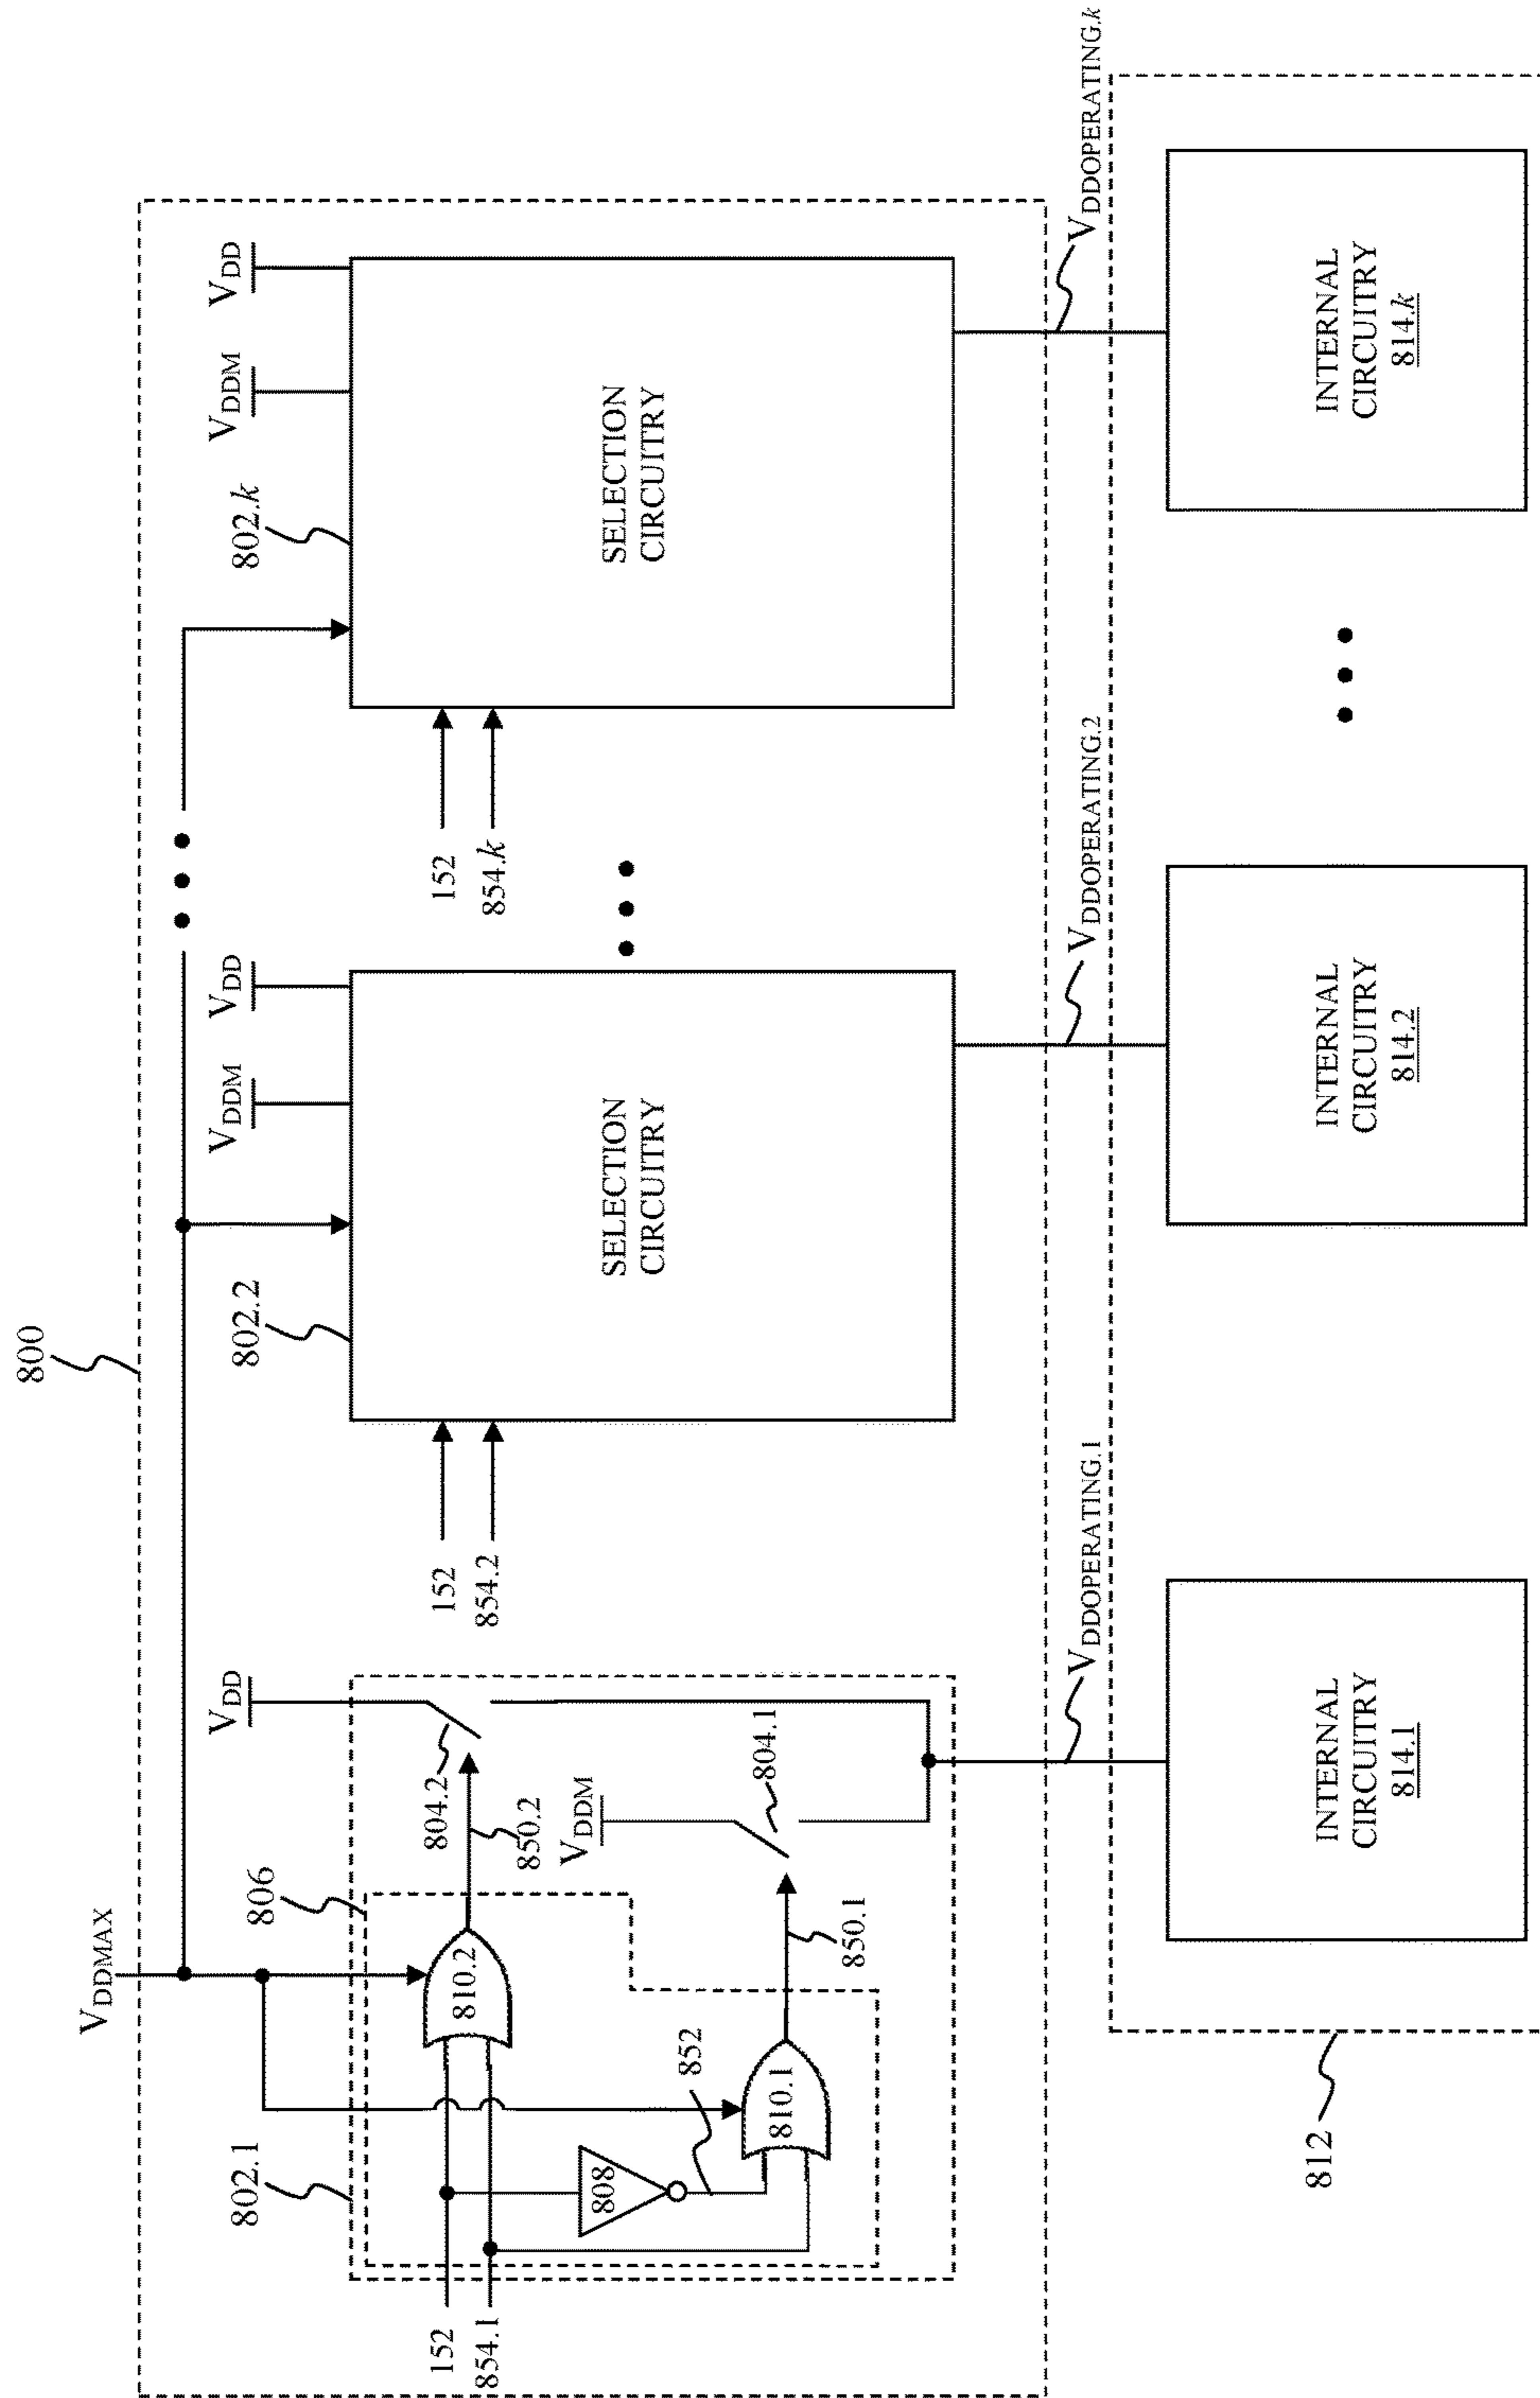 800
V_DDMAX
802.1
806
V_DD
802.2
V_DDM
V_DD
802.k
V_DDM
V_DD
152
854.1
810.2
804.2
850.2
808
852
810.1
850.1
V_DDM
804.1
152
854.2
SELECTION
CIRCUITRY
152
854.k
SELECTION
CIRCUITRY
V_DDOPERATING.1
V_DDOPERATING.2
V_DDOPERATING.k
812
INTERNAL
CIRCUITRY
814.1
INTERNAL
CIRCUITRY
814.2
INTERNAL
CIRCUITRY
814.k